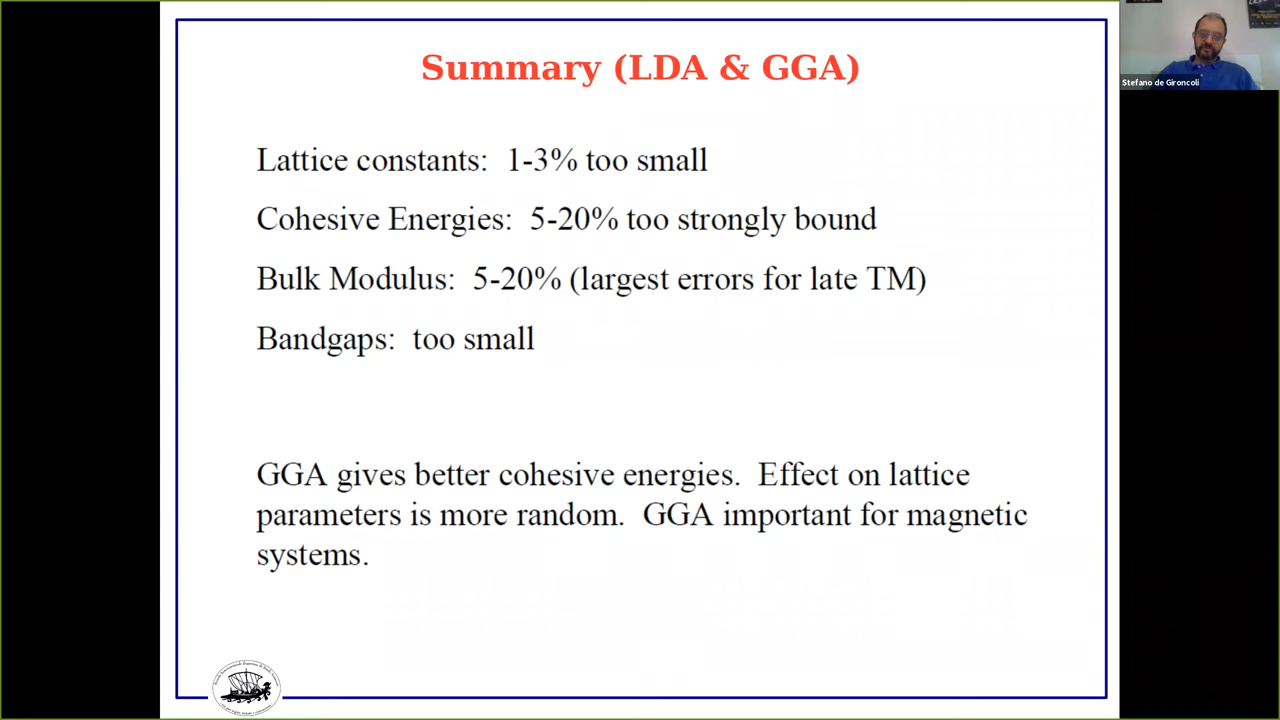 Summary (LDA & GGA)
Stefano de Gironcoli
Lattice constants: 1-3% too small
Cohesive Energies: 5-20% too strongly bound
Bulk Modulus: 5-20% (largest errors for late TM)
Bandgaps: too small
GGA gives better cohesive energies. Effect on lattice
parameters is more random. GGA important for magnetic
systems.